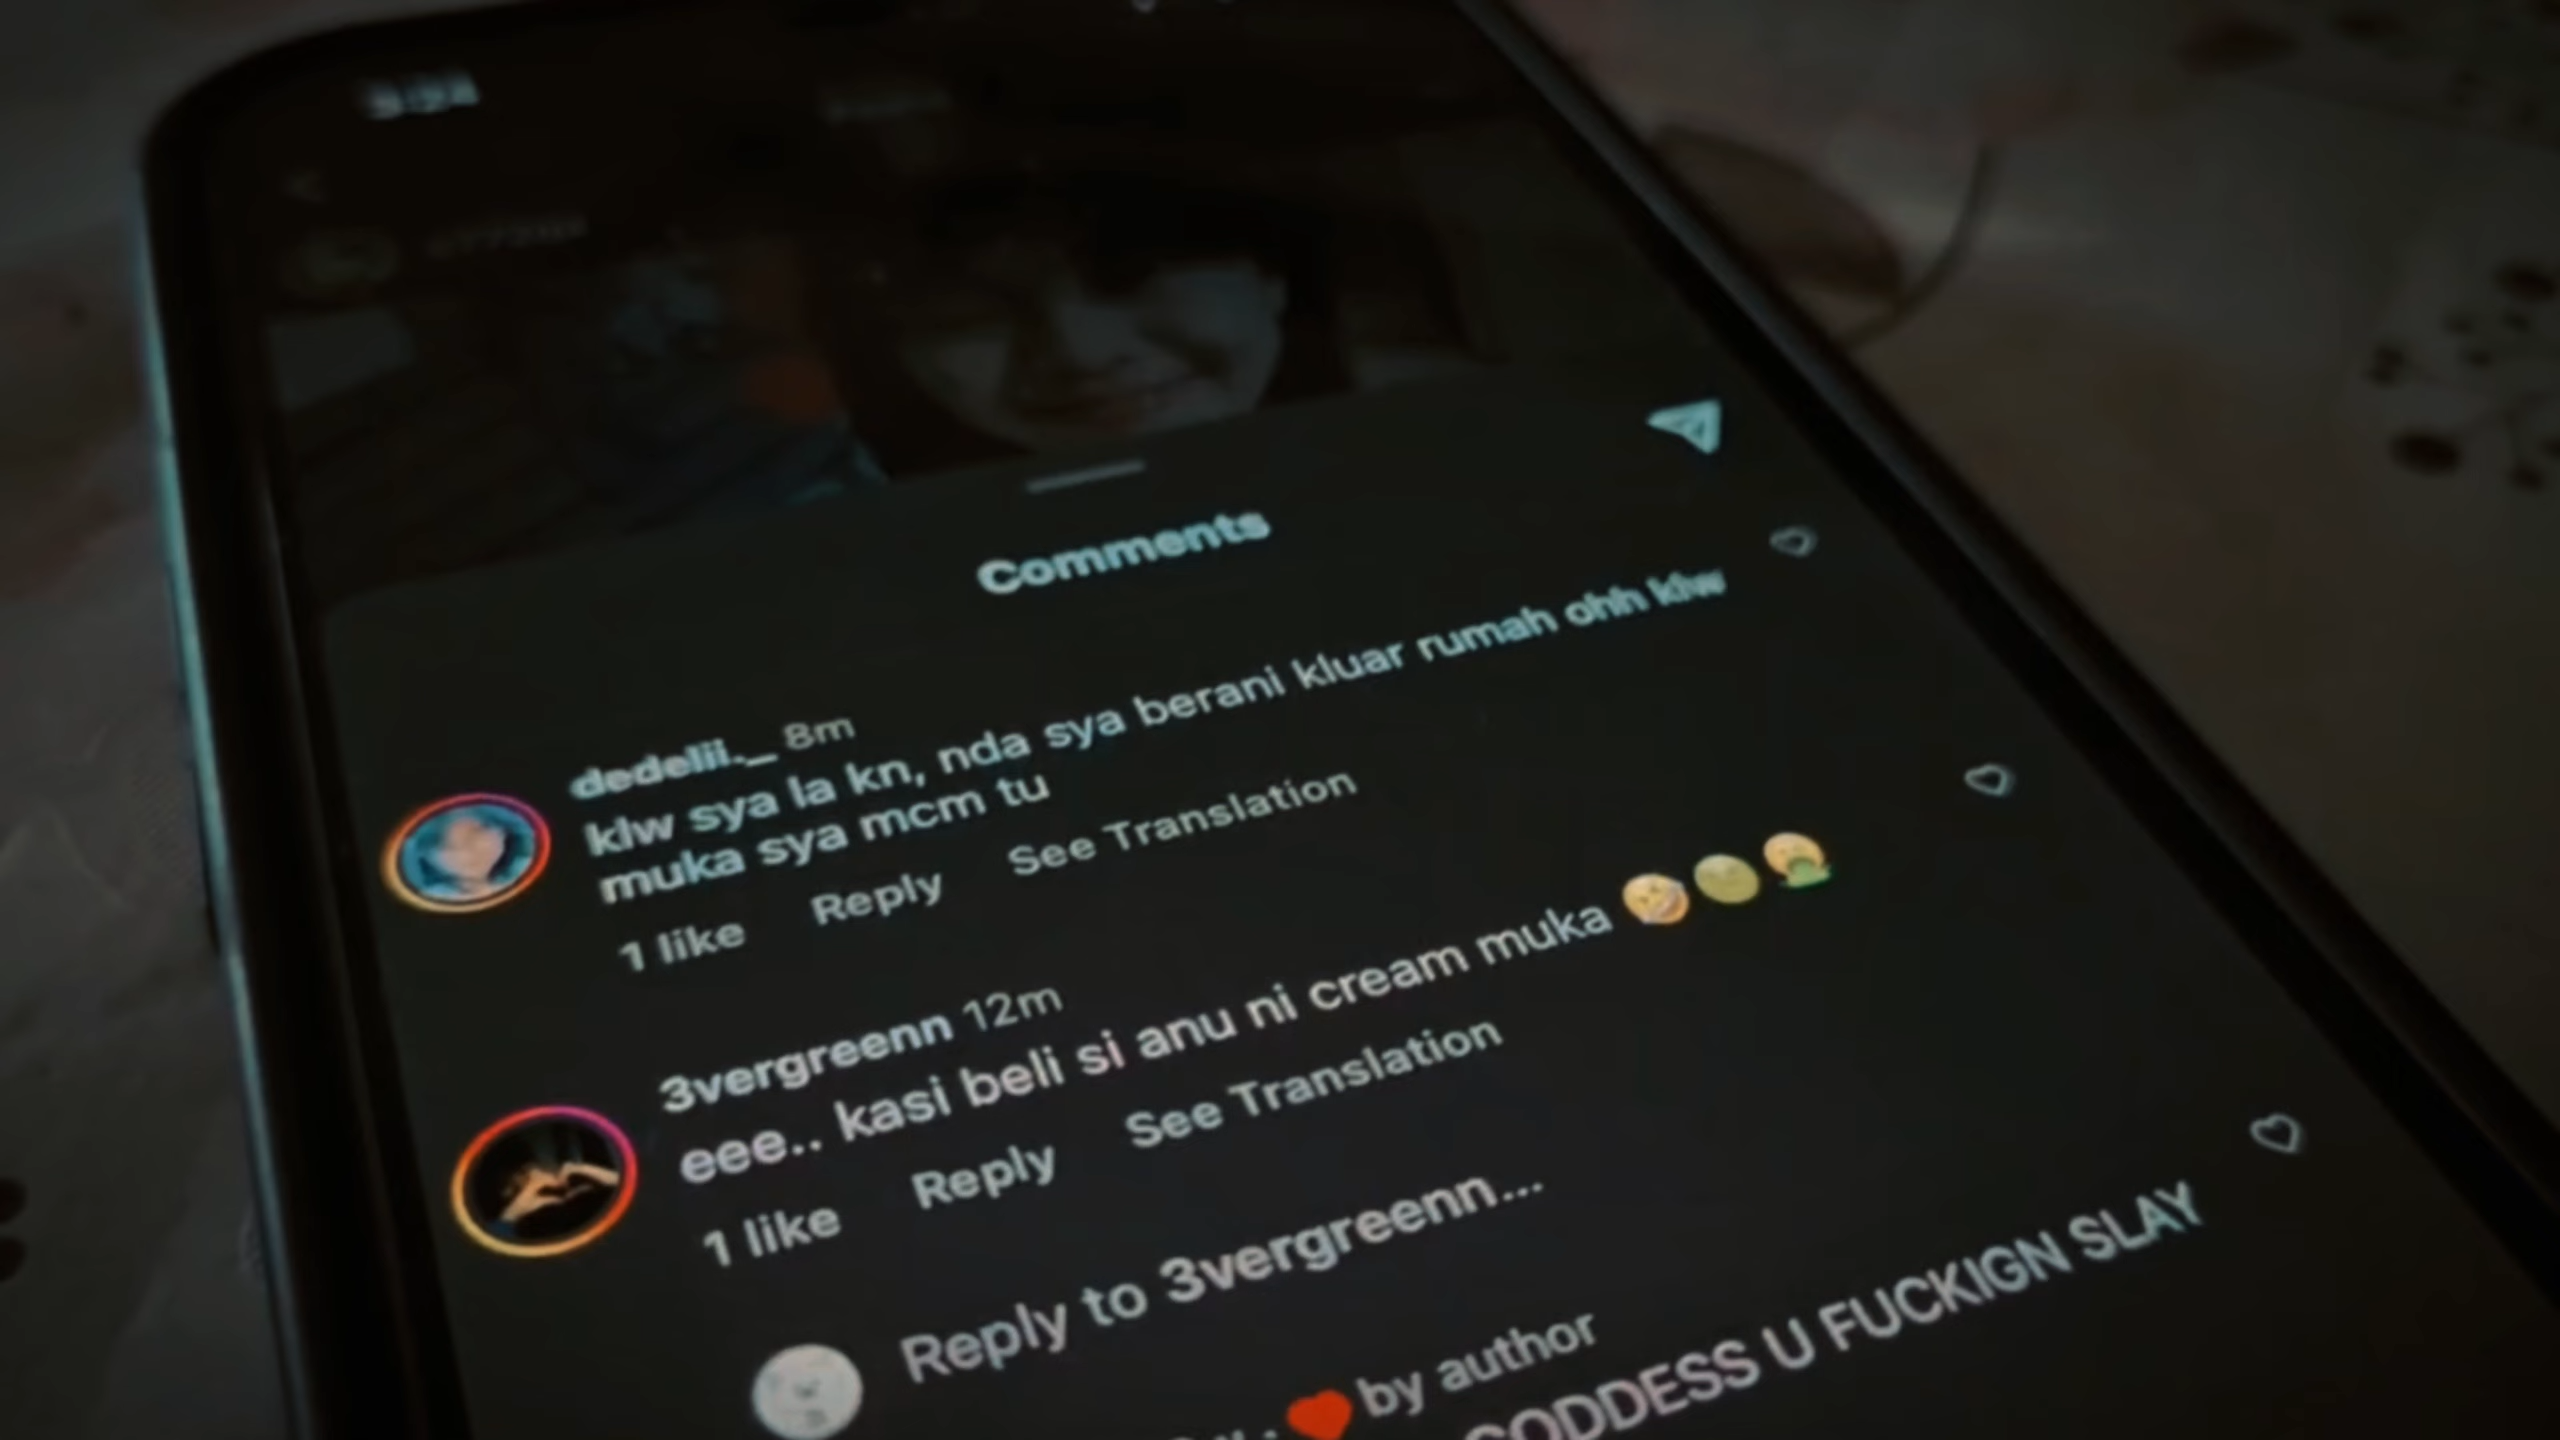 Comments
dedelii._ 8m
klw sya la kn, nda sya berani kluar rumah ohh klw
muka sya mcm tu
1 like Reply See Translation
3vergreenn 12m
eee.. kasi beli si anu ni cream muka 🤣🤢🤮
1 like Reply See Translation
Reply to 3vergreenn...
❤️ by author
GODDESS U FUCKIGN SLAY